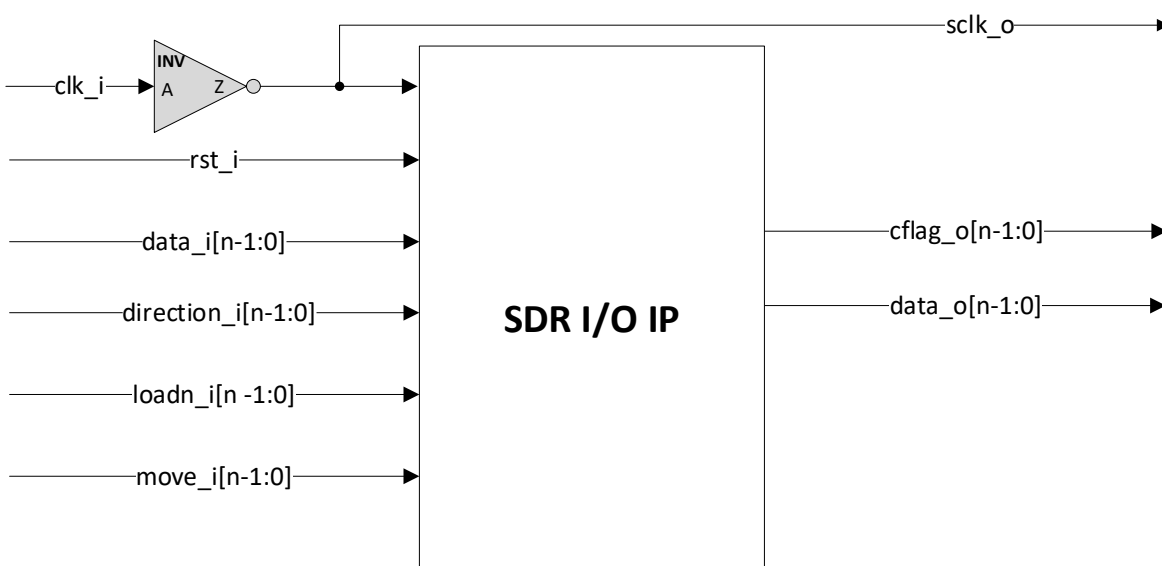 sclk_o
INV
clk_i
A
Z
rst_i
data_i[n-1:0]
cflag_o[n-1:0]
direction_i[n-1:0]
data_o[n-1:0]
SDR I/O IP
loadn_i[n -1:0]
move_i[n-1:0]